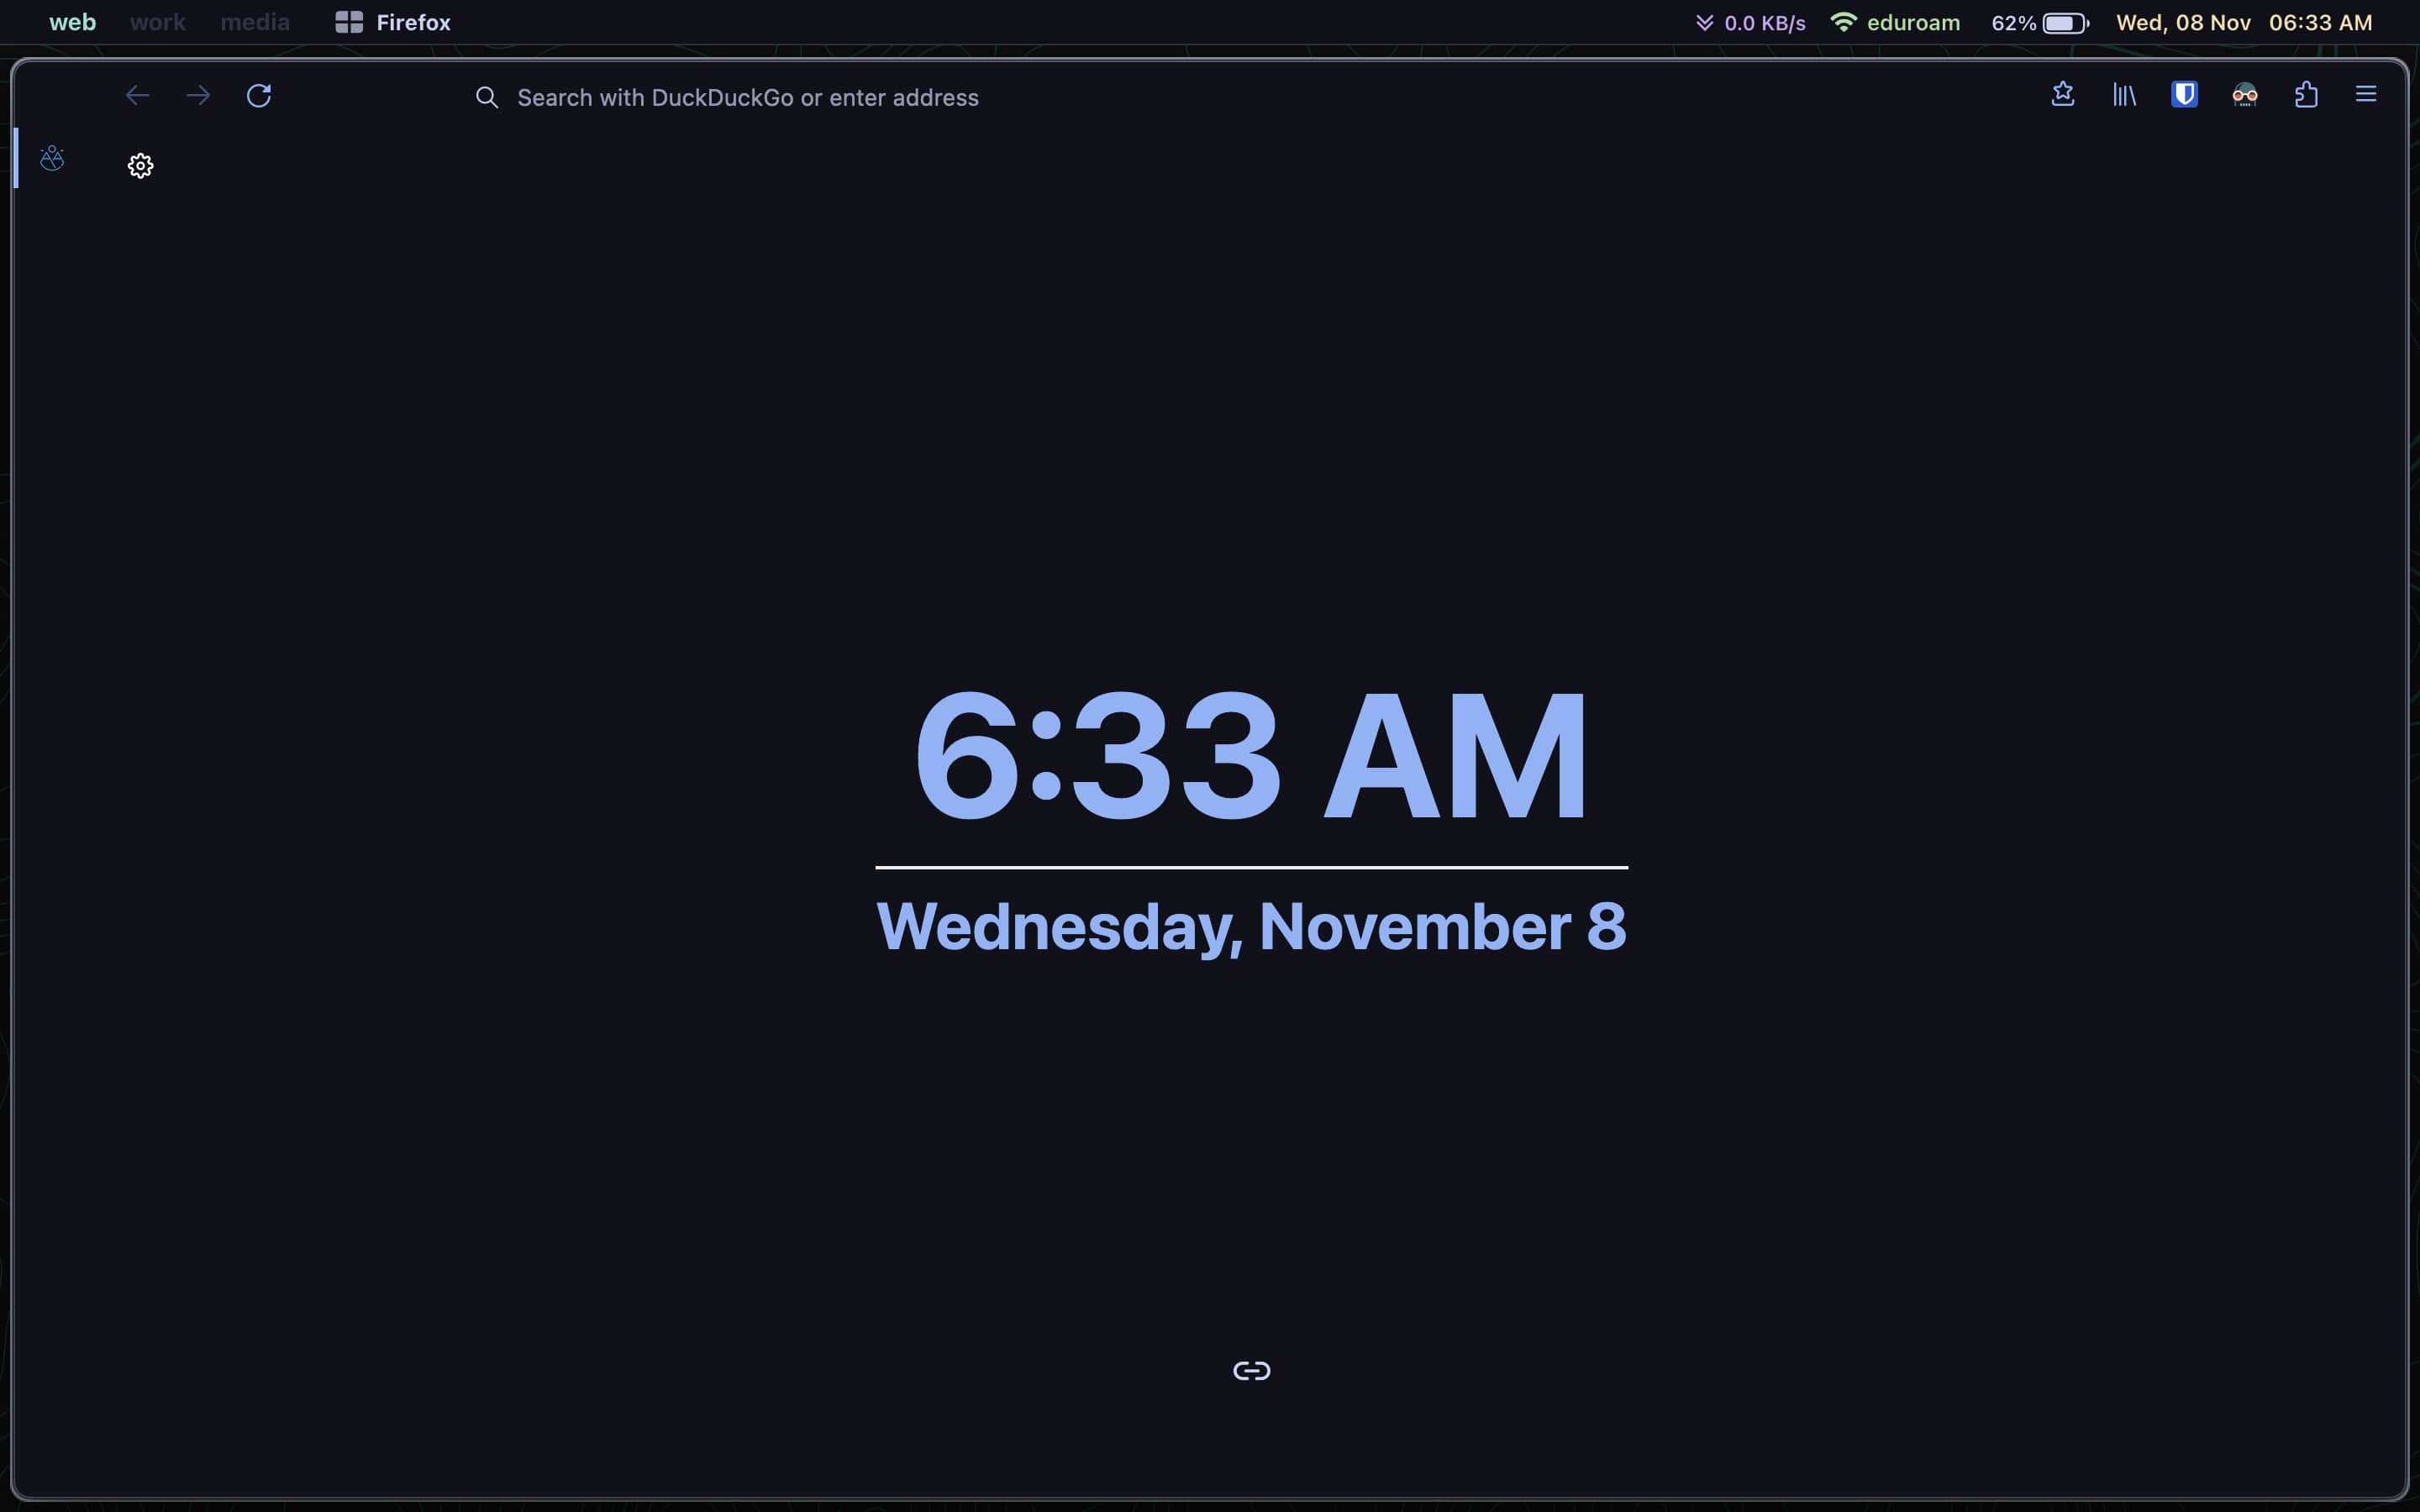 web work media Firefox 0.0 KB/s eduroam 62% Wed, 08 Nov 06:33 AM
Search with DuckDuckGo or enter address
6:33 AM
Wednesday, November 8